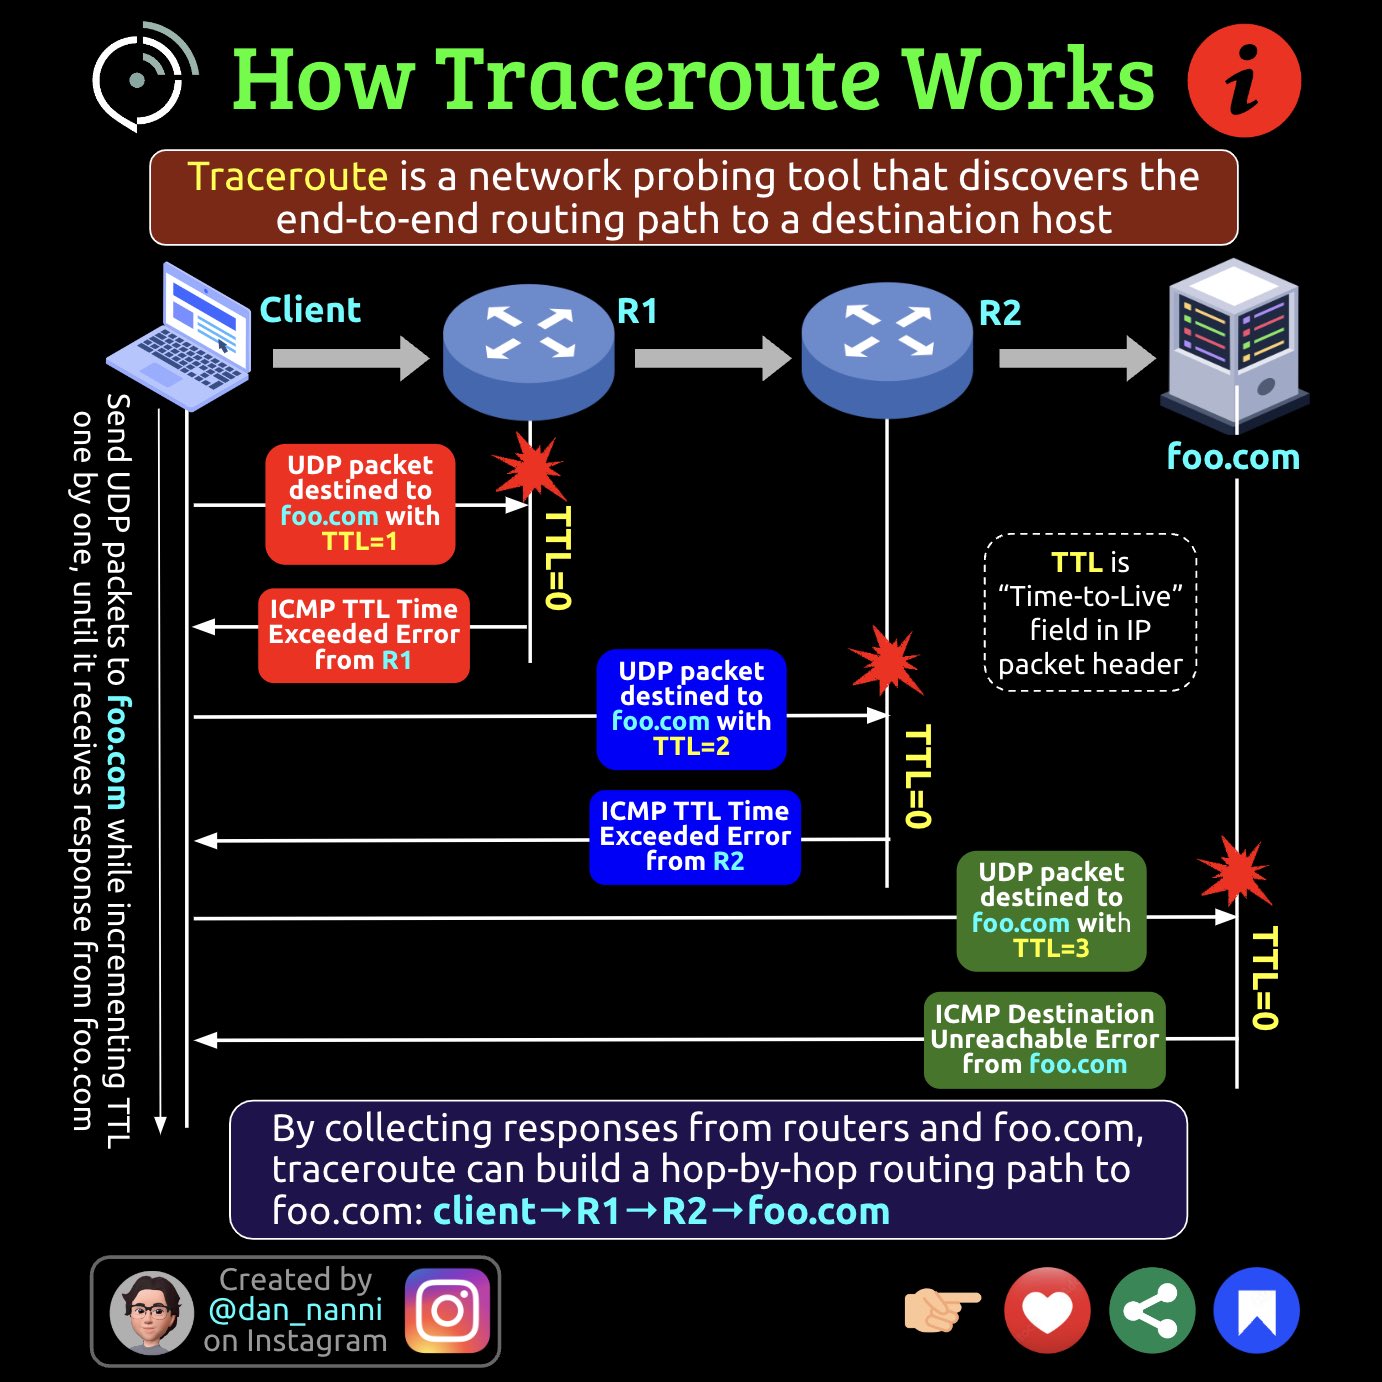 How Traceroute Works
i
Traceroute is a network probing tool that discovers the
end-to-end routing path to a destination host
Client
R1
R2
foo.com
Send UDP packets to foo.com while incrementing TTL
one by one, until it receives response from foo.com
UDP packet
destined to
foo.com with
TTL=1
TTL=0
ICMP TTL Time
Exceeded Error
from R1
TTL is
“Time-to-Live”
field in IP
packet header
UDP packet
destined to
foo.com with
TTL=2
TTL=0
ICMP TTL Time
Exceeded Error
from R2
UDP packet
destined to
foo.com with
TTL=3
TTL=0
ICMP Destination
Unreachable Error
from foo.com
By collecting responses from routers and foo.com,
traceroute can build a hop-by-hop routing path to
foo.com: client→R1→R2→foo.com
Created by
@dan_nanni
on Instagram